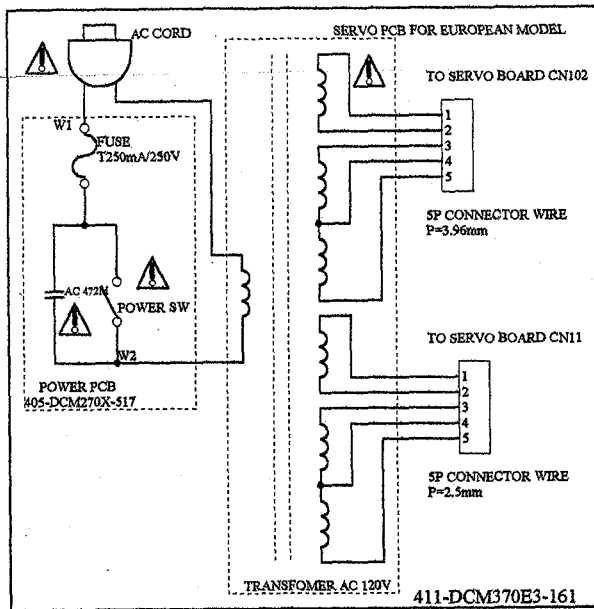 AC CORD
SERVO PCB FOR EUROPEAN MODEL
TO SERVO BOARD CN102
W1
FUSE
T250mA/250V
1
2
3
4
5
5P CONNECTOR WIRE
P=3.96mm
AC 472M
POWER SW
W2
POWER PCB
405-DCM270X-517
TO SERVO BOARD CN11
1
2
3
4
5
5P CONNECTOR WIRE
P=2.5mm
TRANSFOMER AC 120V
411-DCM370E3-161